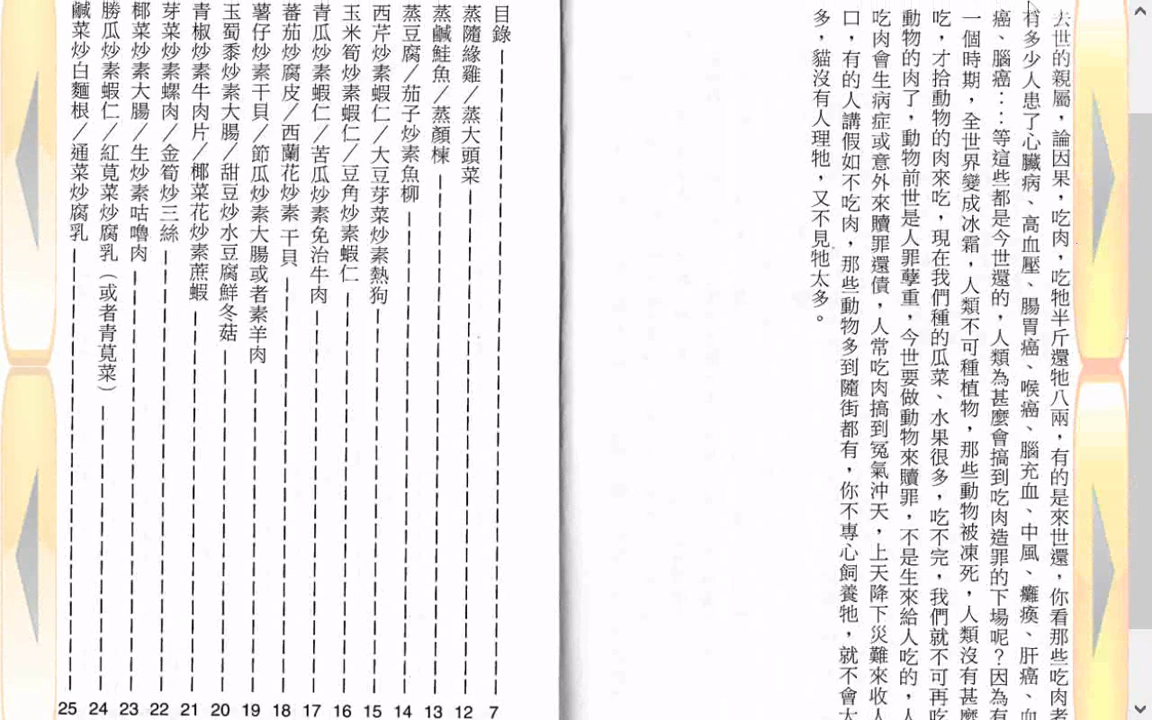 去世的親屬，論因果，吃肉，吃牠半斤還牠八兩，有的是來世還，你看那些吃肉者
有多少人患了心臟病、高血壓、腸胃癌、喉癌、腦充血、中風、癱瘓、肝癌、血
癌、腦癌：：等這些都是今世還的，人類為甚麼會搞到吃肉造罪的下場呢？因為有
一個時期，全世界變成冰霜，人類不可種植物，那些動物被凍死，人類沒有甚麼
吃，才拾動物的肉來吃，現在我們種的瓜菜、水果很多，吃不完，我們就不可再吃
動物的肉了，動物前世是人罪孽重，今世要做動物來贖罪，不是生來給人吃的，人
吃肉會生病症或意外來贖罪還債，人常吃肉搞到冤氣沖天，上天降下災難來收人
口，有的人講假如不吃肉，那些動物多到隨街都有，你不專心飼養牠，就不會太
多，貓沒有人理牠，又不見牠太多。
目錄 7
蒸隨緣雞／蒸大頭菜 12
蒸鹹鮭魚／蒸顏楝 13
蒸豆腐／茄子炒素魚柳 14
西芹炒素蝦仁／大豆芽菜炒素熱狗 15
玉米筍炒素蝦仁／豆角炒素蝦仁 16
青瓜炒素蝦仁／苦瓜炒素免治牛肉 17
蕃茄炒腐皮／西蘭花炒素干貝 18
薯仔炒素干貝／節瓜炒素大腸或者素羊肉 19
玉蜀黍炒素大腸／甜豆炒水豆腐鮮冬菇 20
青椒炒素牛肉片／椰菜花炒素蔗蝦 21
芽菜炒素螺肉／金筍炒三絲 22
椰菜炒素大腸／生炒素咕嚕肉 23
勝瓜炒素蝦仁／紅莧菜炒腐乳（或者青莧菜） 24
鹹菜炒白麵根／通菜炒腐乳 25